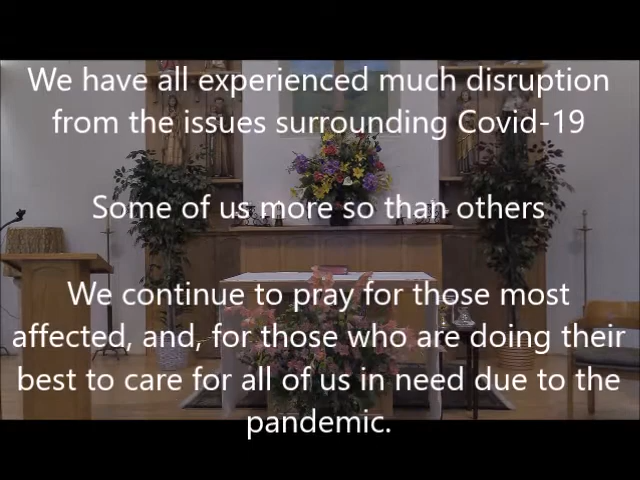 We have all experienced much disruption
from the issues surrounding Covid-19
Some of us more so than others
We continue to pray for those most
affected, and, for those who are doing their
best to care for all of us in need due to the
pandemic.